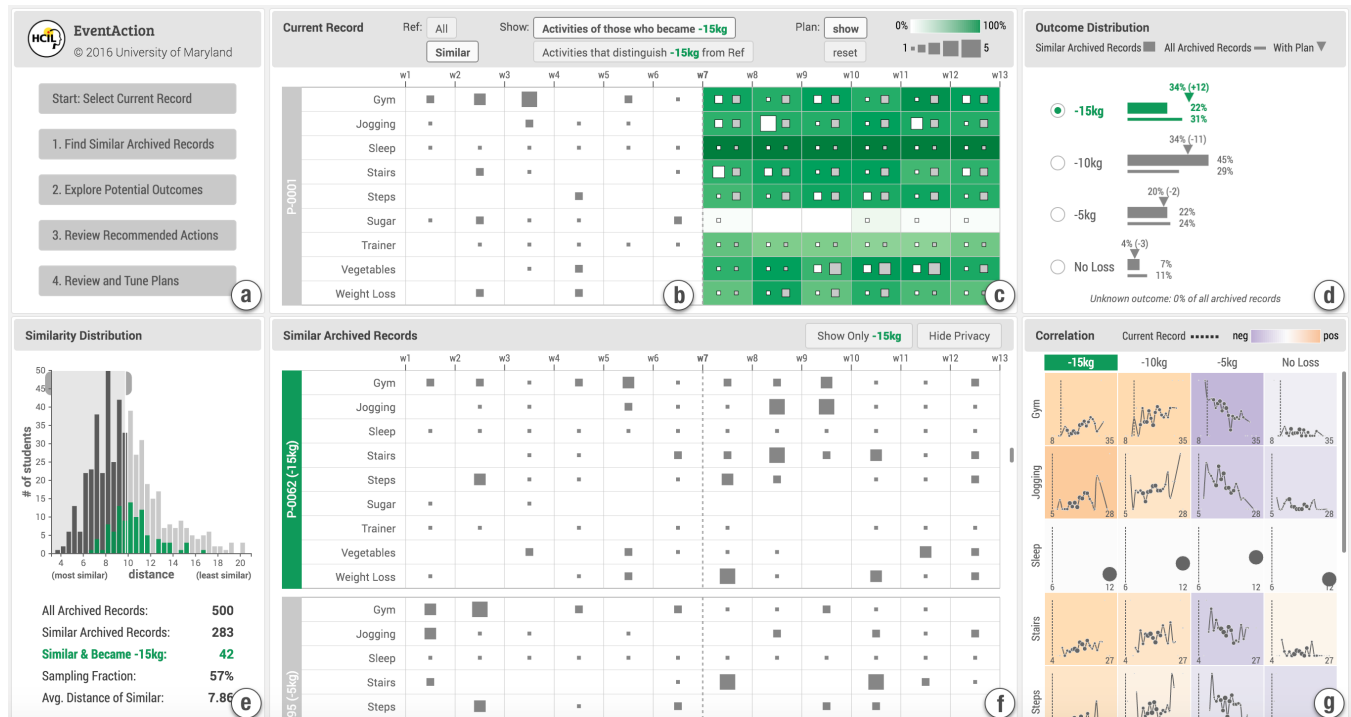 HCIL
EventAction
© 2016 University of Maryland
Start: Select Current Record
1. Find Similar Archived Records
2. Explore Potential Outcomes
3. Review Recommended Actions
4. Review and Tune Plans
a
Current Record
Ref: All Similar
Show: Activities of those who became -15kg
Activities that distinguish -15kg from Ref
Plan: show
reset
0% 100%
1 5
w1 w2 w3 w4 w5 w6 w7 w8 w9 w10 w11 w12 w13
P-0001
Gym
Jogging
Sleep
Stairs
Steps
Sugar
Trainer
Vegetables
Weight Loss
b
c
Outcome Distribution
Similar Archived Records All Archived Records With Plan
34% (+12)
-15kg 22%
31%
34% (-11)
-10kg 45%
29%
20% (-2)
-5kg 22%
24%
4% (-3)
No Loss 7%
11%
Unknown outcome: 0% of all archived records
d
Similarity Distribution
# of students
50
45
40
35
30
25
20
15
10
5
0
4 6 8 10 12 14 16 18 20
(most similar) distance (least similar)
All Archived Records: 500
Similar Archived Records: 283
Similar & Became -15kg: 42
Sampling Fraction: 57%
Avg. Distance of Similar: 7.86
e
Similar Archived Records
Show Only -15kg
Hide Privacy
w1 w2 w3 w4 w5 w6 w7 w8 w9 w10 w11 w12 w13
P-0062 (-15kg)
Gym
Jogging
Sleep
Stairs
Steps
Sugar
Trainer
Vegetables
Weight Loss
95 (-5kg)
Gym
Jogging
Sleep
Stairs
Steps
f
Correlation
Current Record
neg pos
-15kg -10kg -5kg No Loss
Gym
8 35 8 35 8 35 8 35
Jogging
5 28 5 28 5 28 5 28
Sleep
6 12 6 12 6 12 6 12
Stairs
4 27 4 27 4 27 4 27
Steps
g